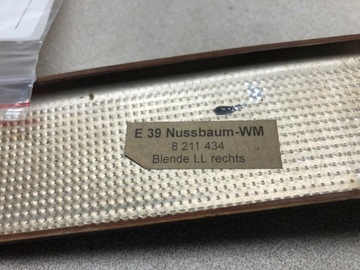 E 39 Nussbaum-WM
8 211 434
Blende LL rechts